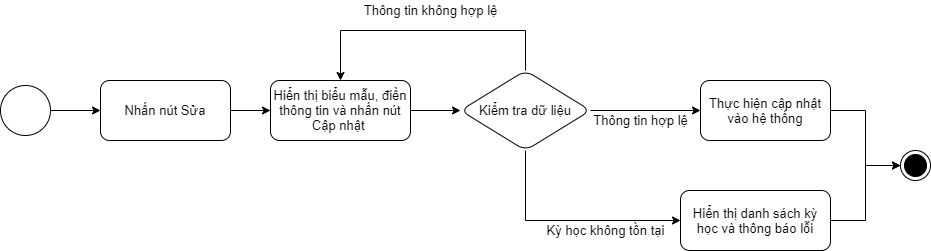 Thông tin không hợp lệ
Nhấn nút Sửa
Hiển thị biểu mẫu, điền
thông tin và nhấn nút
Cập nhật
Kiểm tra dữ liệu
Thông tin hợp lệ
Thực hiện cập nhật
vào hệ thống
Kỳ học không tồn tại
Hiển thị danh sách kỳ
học và thông báo lỗi